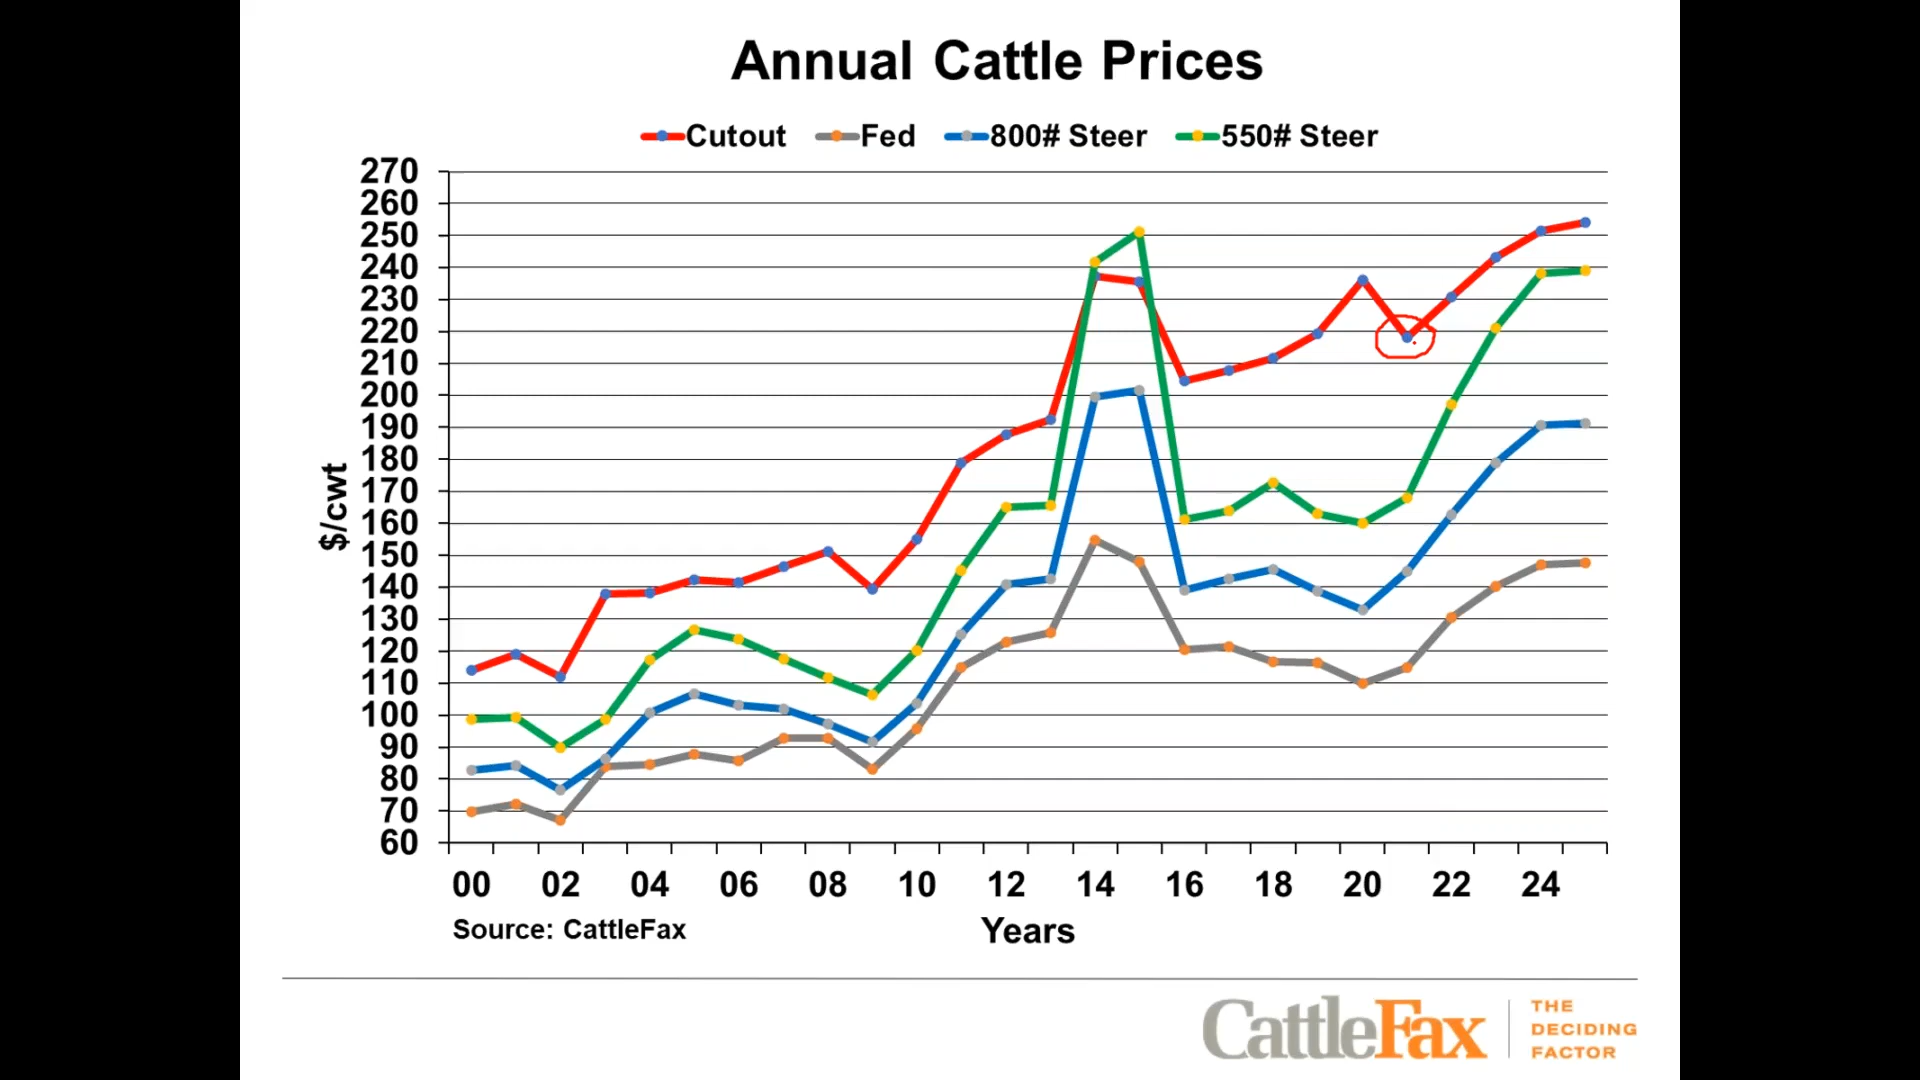 Annual Cattle Prices
Cutout Fed 800# Steer 550# Steer
270
260
250
240
230
220
210
200
190
180
170
160
150
140
130
120
110
100
90
80
70
60
$/cwt
00 02 04 06 08 10 12 14 16 18 20 22 24
Source: CattleFax
Years
CattleFax
THE
DECIDING
FACTOR